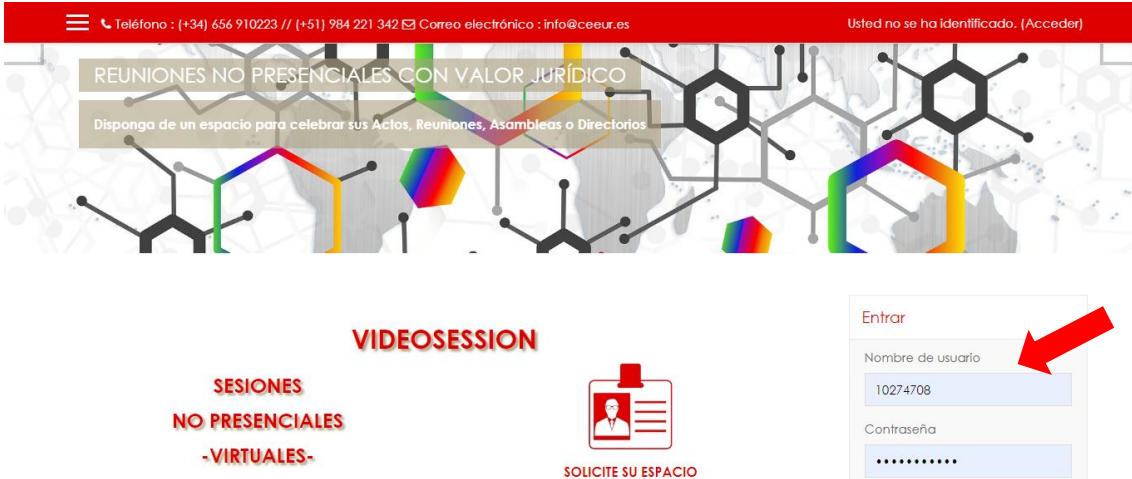 Teléfono : (+34) 656 910223 // (+51) 984 221 342 Correo electrónico : info@ceeur.es
Usted no se ha identificado. (Acceder)
REUNIONES NO PRESENCIALES CON VALOR JURÍDICO
Disponga de un espacio para celebrar sus Actos, Reuniones, Asambleas o Directorios
VIDEOSESSION
SESIONES
NO PRESENCIALES
-VIRTUALES-
SOLICITE SU ESPACIO
Entrar
Nombre de usuario
10274708
Contraseña
•••••••••••